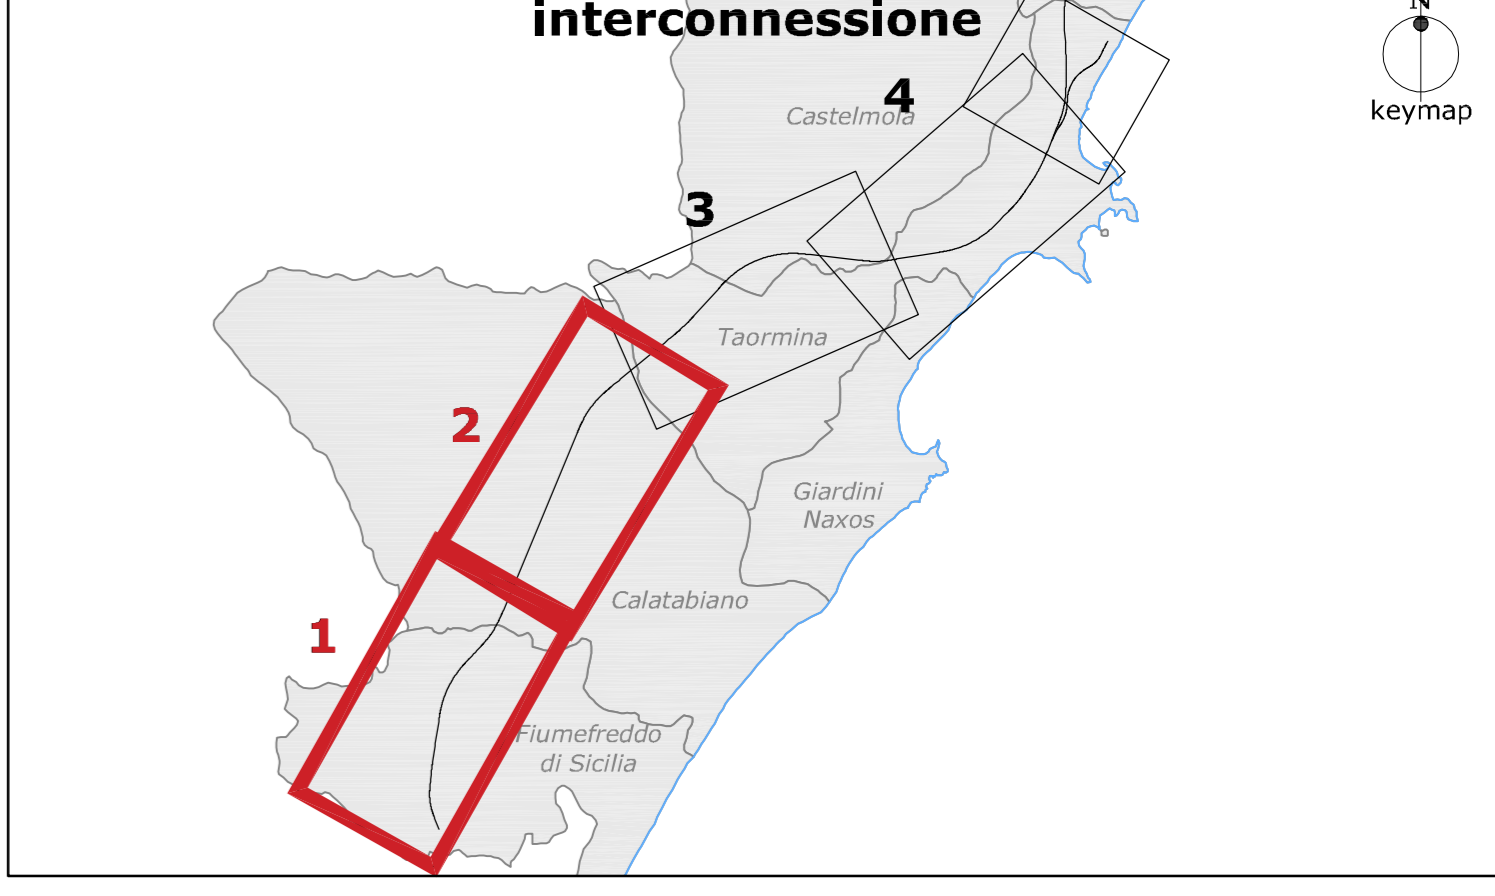 interconnessione
N
keymap
4
Castelmola
3
Taormina
2
Giardini
Naxos
Calatabiano
1
Fiumefreddo
di Sicilia